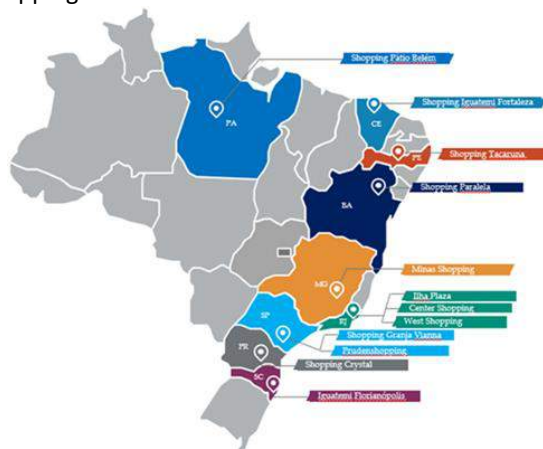 Shopping Pátio Belém
PA
Shopping Iguatemi Fortaleza
CE
PE
Shopping Tacaruna
BA
Shopping Paralela
MG
Minas Shopping
Ilha Plaza
Center Shopping
RJ
West Shopping
SP
Shopping Granja Vianna
Prudenshopping
PR
Shopping Crystal
SC
Iguatemi Florianópolis